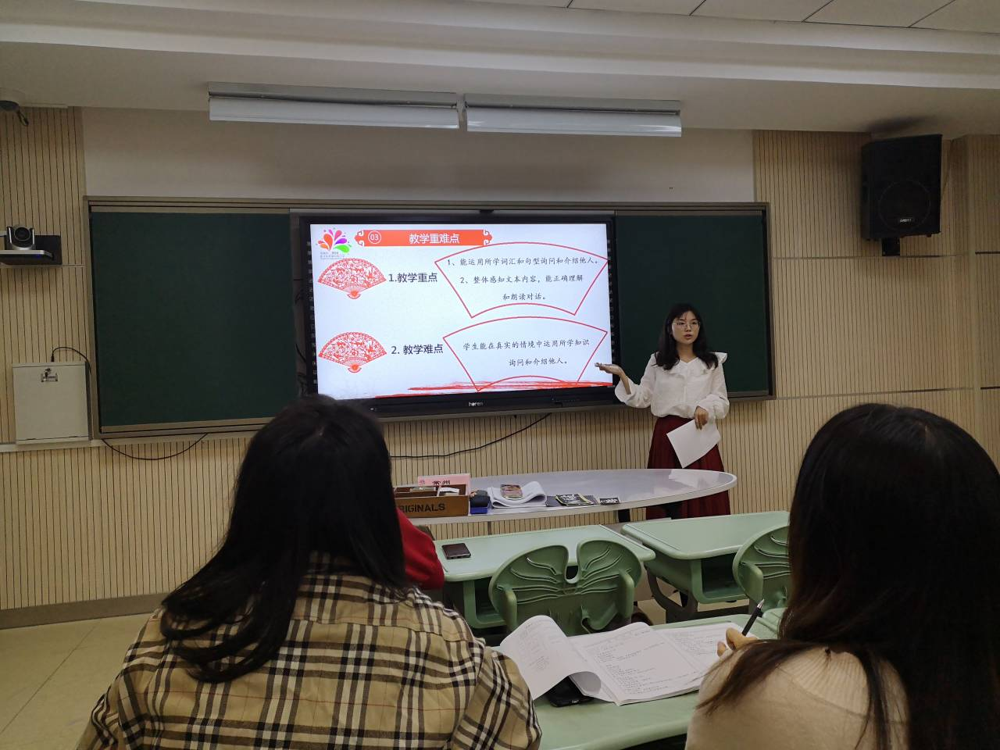 03
教学重难点
1.教学重点
1、能运用所学词汇和句型询问和介绍他人。
2、整体感知文本内容，能正确理解
和朗读对话。
2. 教学难点
学生能在真实的情境中运用所学知识
询问和介绍他人。
horen
常州
ORIGINALS